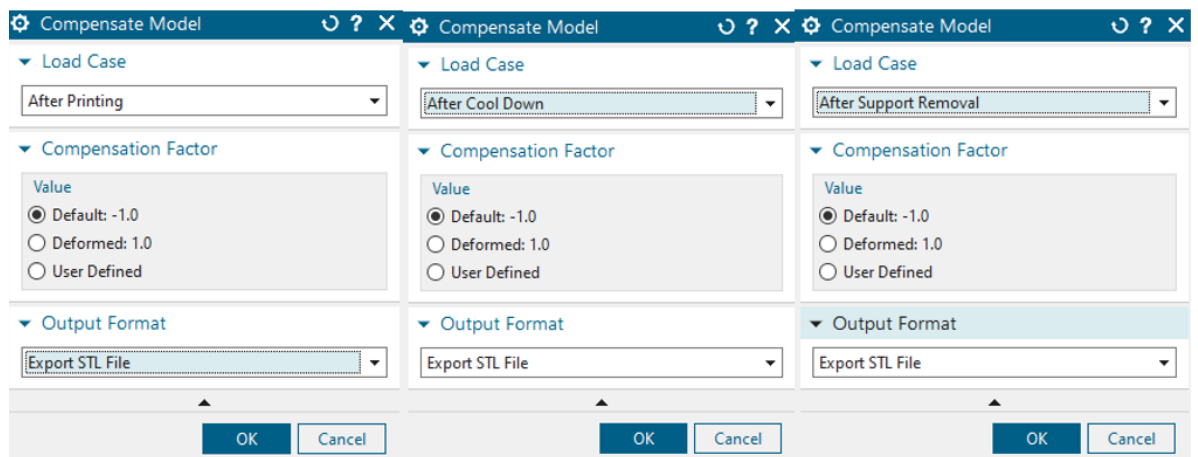 Compensate Model
Load Case
After Printing
Compensation Factor
Value
Default: -1.0
Deformed: 1.0
User Defined
Output Format
Export STL File
OK Cancel
Compensate Model
Load Case
After Cool Down
Compensation Factor
Value
Default: -1.0
Deformed: 1.0
User Defined
Output Format
Export STL File
OK Cancel
Compensate Model
Load Case
After Support Removal
Compensation Factor
Value
Default: -1.0
Deformed: 1.0
User Defined
Output Format
Export STL File
OK Cancel